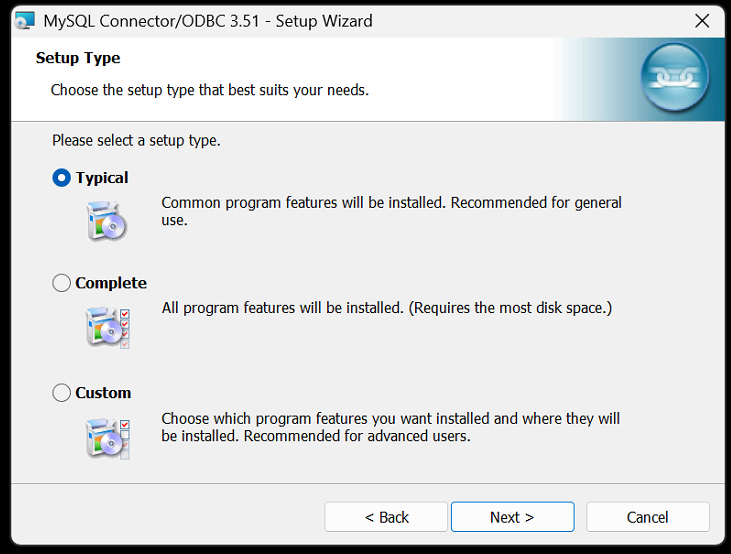 MySQL Connector/ODBC 3.51 - Setup Wizard
Setup Type
Choose the setup type that best suits your needs.
Please select a setup type.
Typical
Common program features will be installed. Recommended for general
use.
Complete
All program features will be installed. (Requires the most disk space.)
Custom
Choose which program features you want installed and where they will
be installed. Recommended for advanced users.
< Back
Next >
Cancel